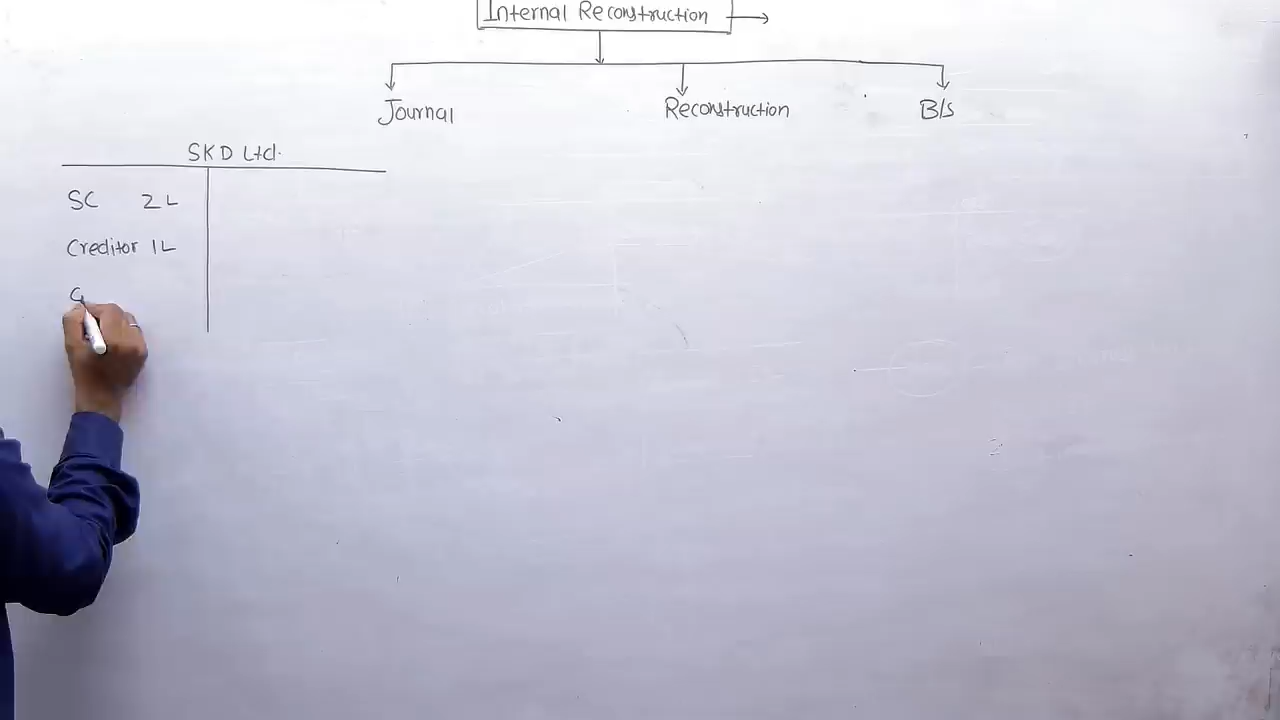 Internal Reconstruction
Journal Reconstruction B/s
SKD Ltd.
SC 2L
Creditor 1L